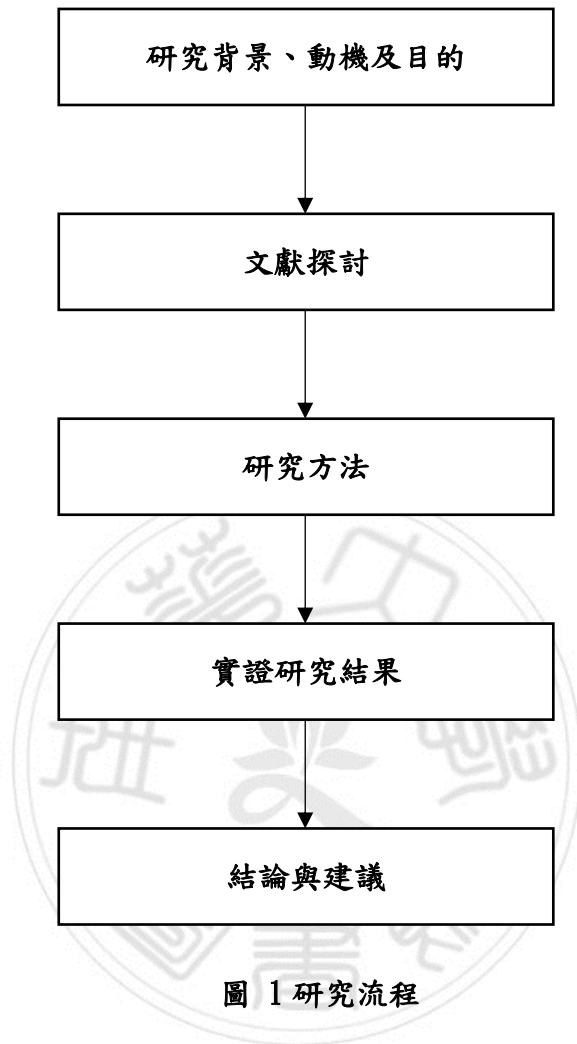 研究背景、動機及目的
文獻探討
研究方法
實證研究結果
結論與建議
圖 1 研究流程